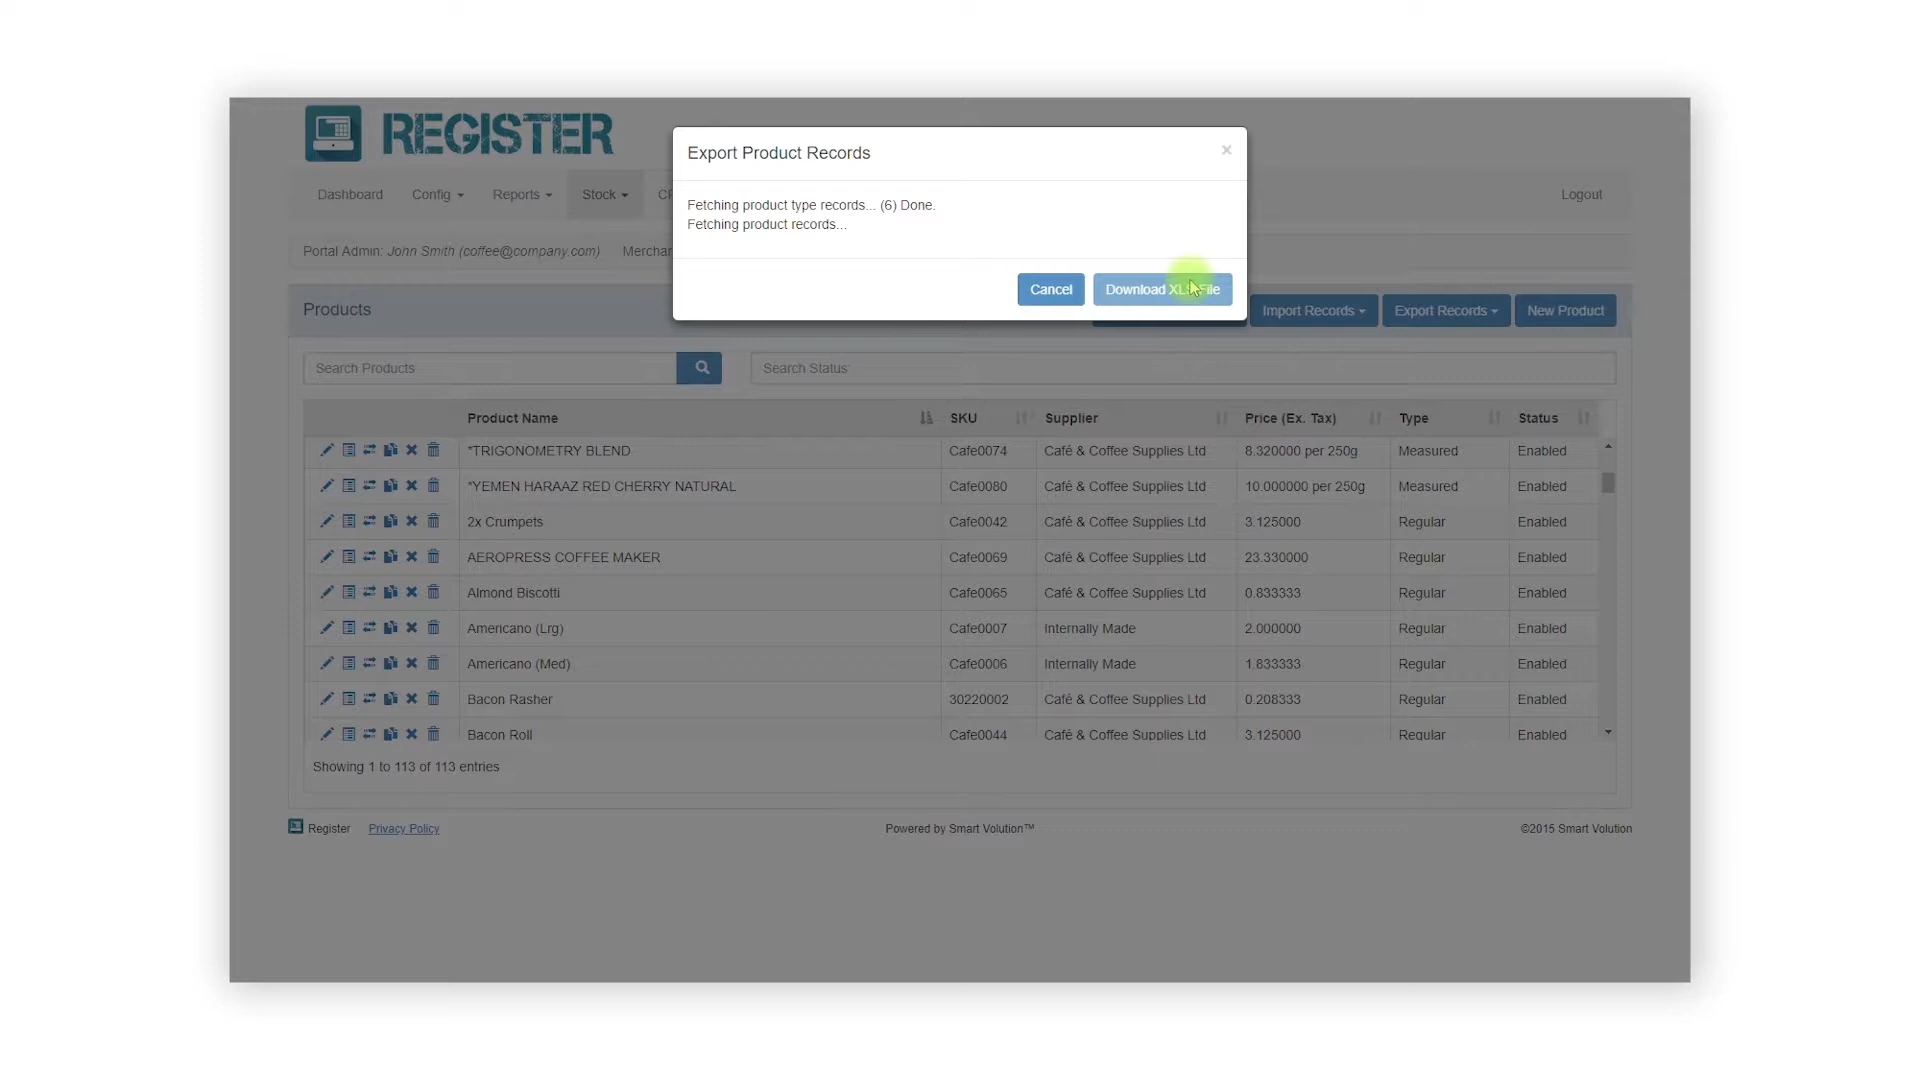 REGISTER
Export Product Records ×
Fetching product type records... (6) Done.
Fetching product records...
Cancel Download XLS File
Dashboard Config Reports Stock Logout
Portal Admin: John Smith (coffee@company.com)
Products Import Records Export Records New Product
Search Products Search Status
Product Name SKU Supplier Price (Ex. Tax) Type Status
*TRIGONOMETRY BLEND Cafe0074 Café & Coffee Supplies Ltd 8.320000 per 250g Measured Enabled
*YEMEN HARAAZ RED CHERRY NATURAL Cafe0080 Café & Coffee Supplies Ltd 10.000000 per 250g Measured Enabled
2x Crumpets Cafe0042 Café & Coffee Supplies Ltd 3.125000 Regular Enabled
AEROPRESS COFFEE MAKER Cafe0069 Café & Coffee Supplies Ltd 23.330000 Regular Enabled
Almond Biscotti Cafe0065 Café & Coffee Supplies Ltd 0.833333 Regular Enabled
Americano (Lrg) Cafe0007 Internally Made 2.000000 Regular Enabled
Americano (Med) Cafe0006 Internally Made 1.833333 Regular Enabled
Bacon Rasher 30220002 Café & Coffee Supplies Ltd 0.208333 Regular Enabled
Bacon Roll Cafe0044 Café & Coffee Supplies Ltd 3.125000 Regular Enabled
Showing 1 to 113 of 113 entries
Register Privacy Policy Powered by Smart Volution™ ©2015 Smart Volution